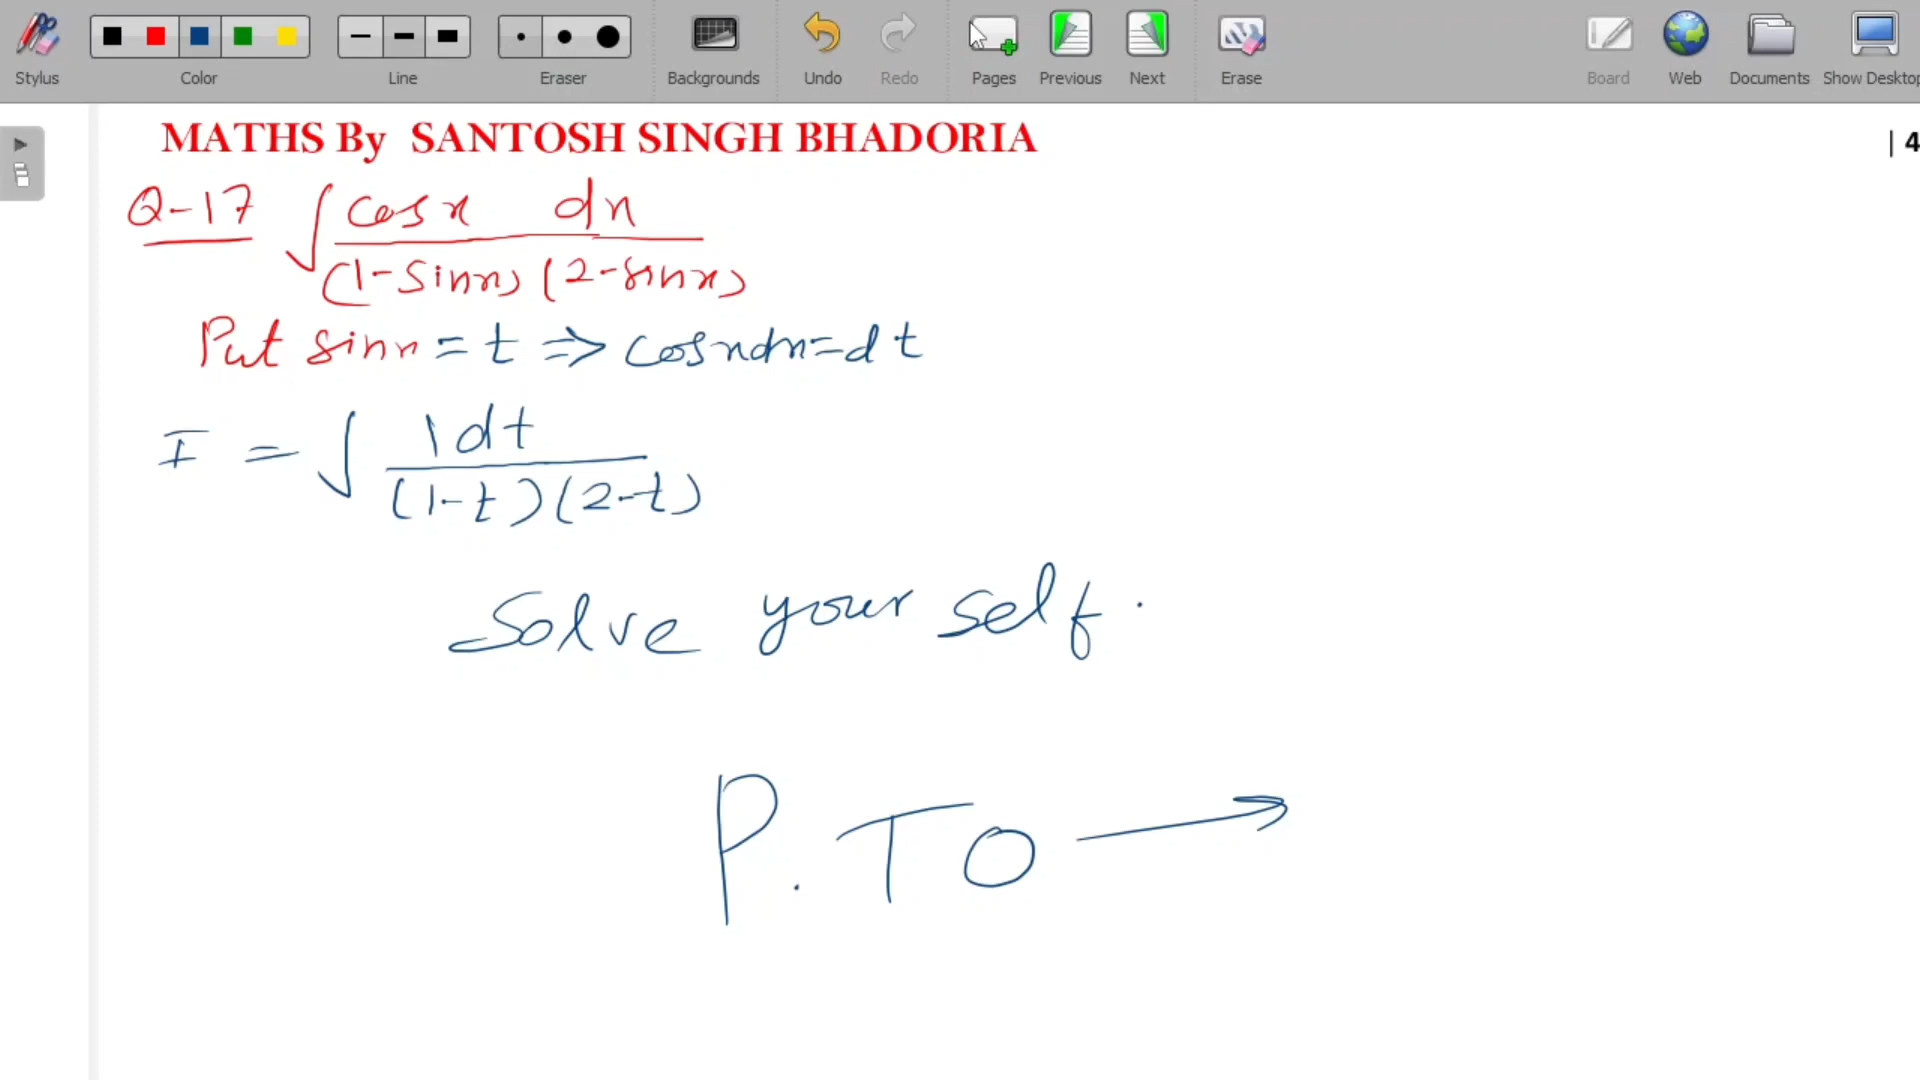 Stylus Color Line Eraser Backgrounds Undo Redo Pages Previous Next Erase Board Web Documents Show Desktop
MATHS By SANTOSH SINGH BHADORIA
| 4
Q-17 ∫ cosx dx / (1-sinx)(2-sinx)
Put sinx = t ⇒ cosxdx=dt
I = ∫ 1dt / (1-t)(2-t)
Solve your self.
P.TO →